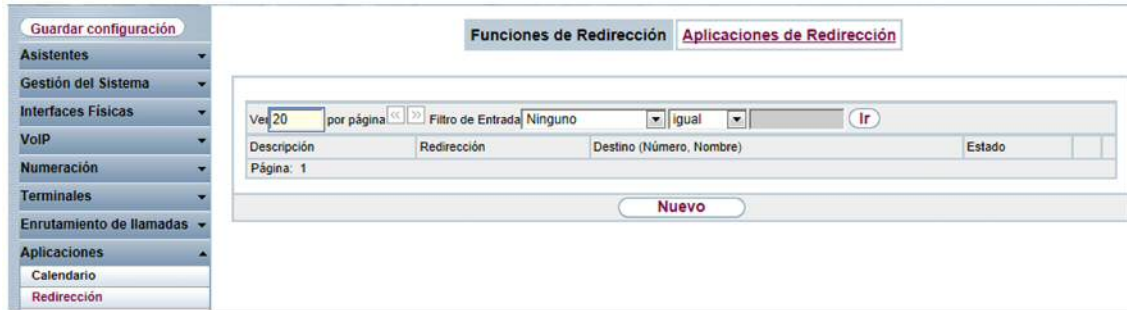 Guardar configuración
Asistentes
Gestión del Sistema
Interfaces Físicas
VoIP
Numeración
Terminales
Enrutamiento de llamadas
Aplicaciones
Calendario
Redirección
Funciones de Redirección Aplicaciones de Redirección
Ver 20 por página << >> Filtro de Entrada Ninguno igual Ir
Descripción Redirección Destino (Número, Nombre) Estado
Página: 1
Nuevo